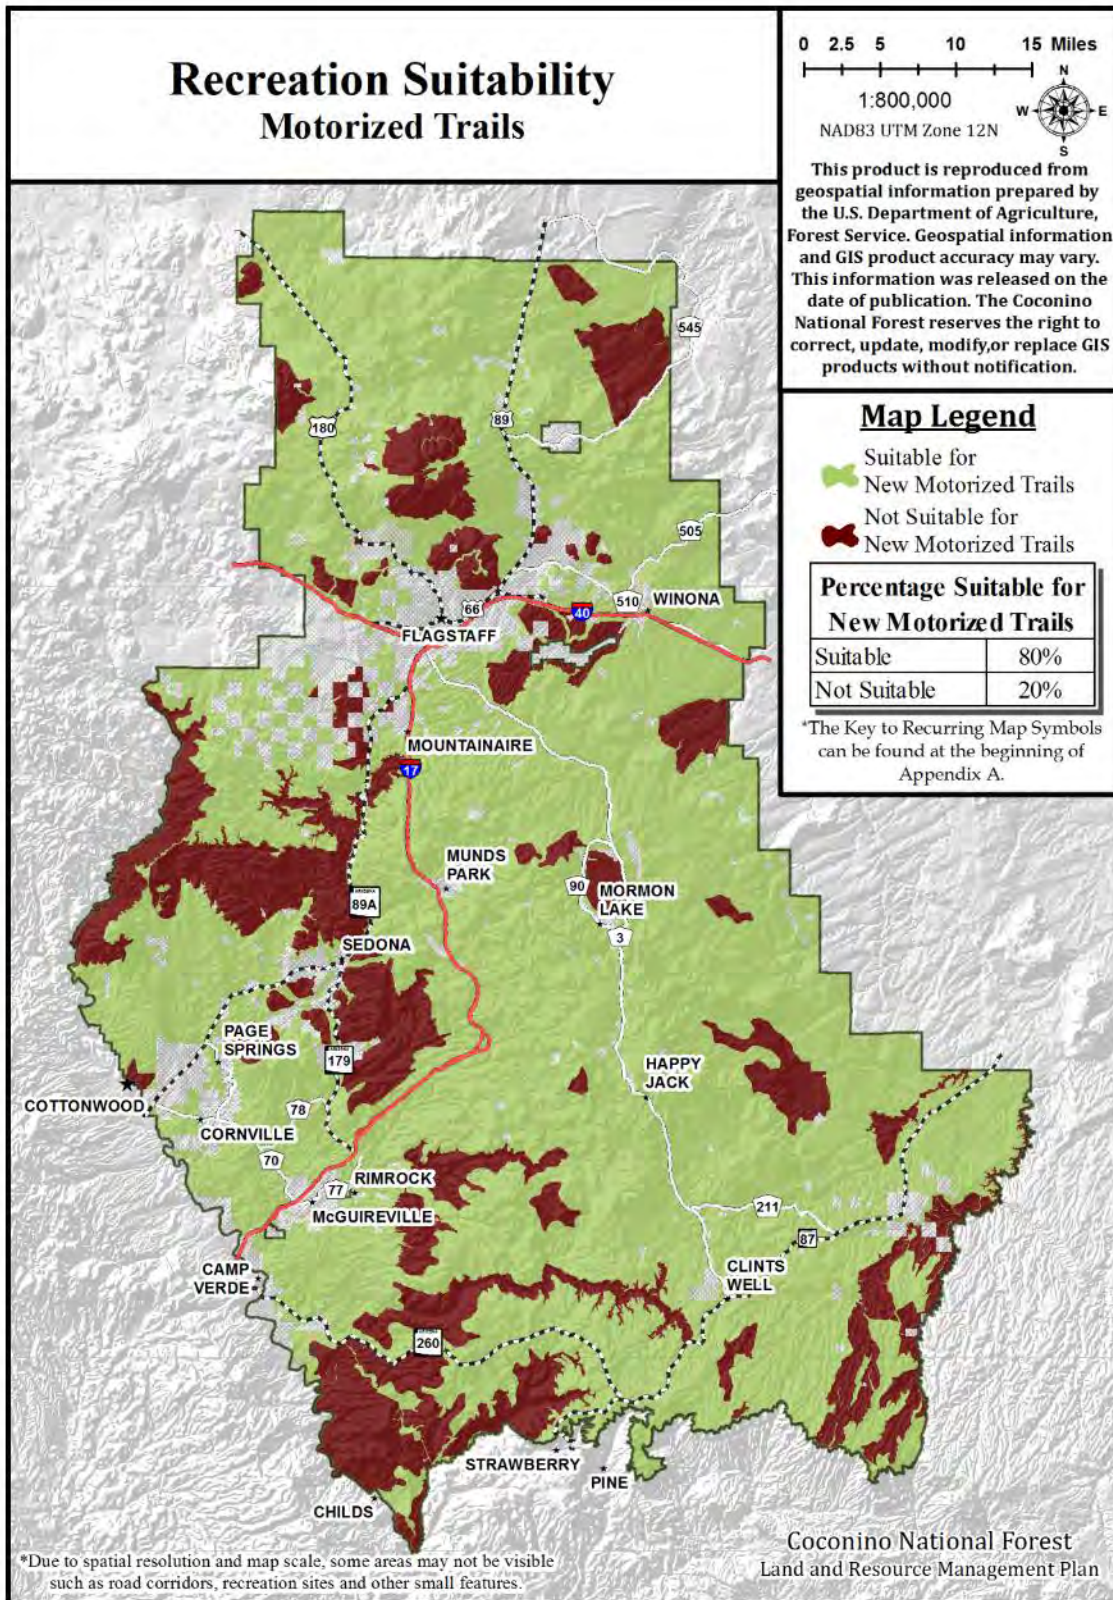 Recreation Suitability
Motorized Trails
0 2.5 5 10 15 Miles
1:800,000
NAD83 UTM Zone 12N
N
W E
S
This product is reproduced from
geospatial information prepared by
the U.S. Department of Agriculture,
Forest Service. Geospatial information
and GIS product accuracy may vary.
This information was released on the
date of publication. The Coconino
National Forest reserves the right to
correct, update, modify,or replace GIS
products without notification.
Map Legend
Suitable for
New Motorized Trails
Not Suitable for
New Motorized Trails
Percentage Suitable for
New Motorized Trails
Suitable 80%
Not Suitable 20%
*The Key to Recurring Map Symbols
can be found at the beginning of
Appendix A.
545
180
89
505
510
WINONA
66
40
FLAGSTAFF
MOUNTAINAIRE
17
MUNDS
PARK
90
MORMON
LAKE
ARIZONA
89A
3
SEDONA
PAGE
SPRINGS
179
HAPPY
JACK
COTTONWOOD
78
CORNVILLE
70
RIMROCK
77
McGUIREVILLE
211
87
CAMP
VERDE
CLINTS
WELL
260
STRAWBERRY
PINE
CHILDS
*Due to spatial resolution and map scale, some areas may not be visible
such as road corridors, recreation sites and other small features.
Coconino National Forest
Land and Resource Management Plan